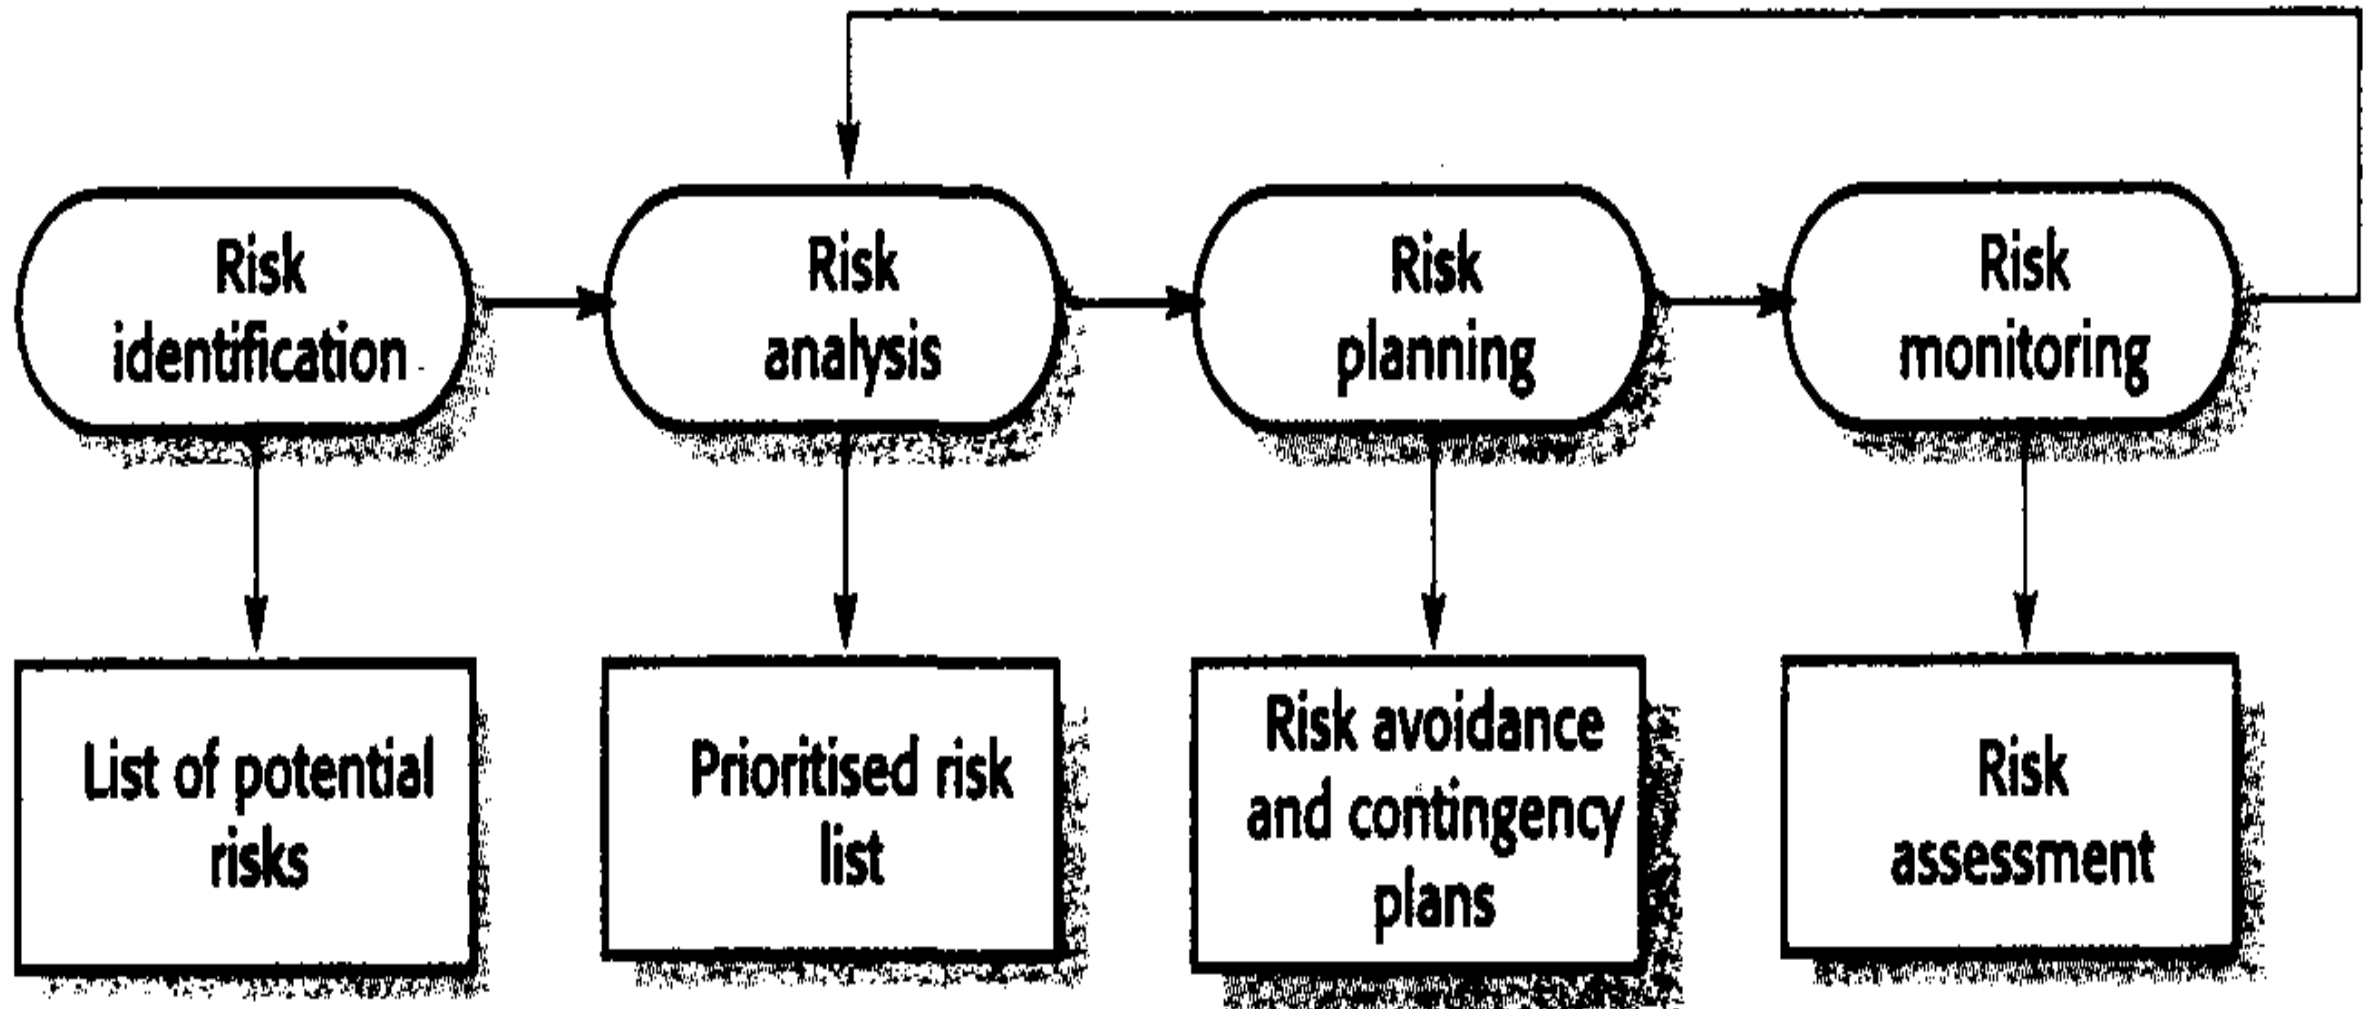 Risk
identification
Risk
analysis
Risk
planning
Risk
monitoring
List of potential
risks
Prioritised risk
list
Risk avoidance
and contingency
plans
Risk
assessment